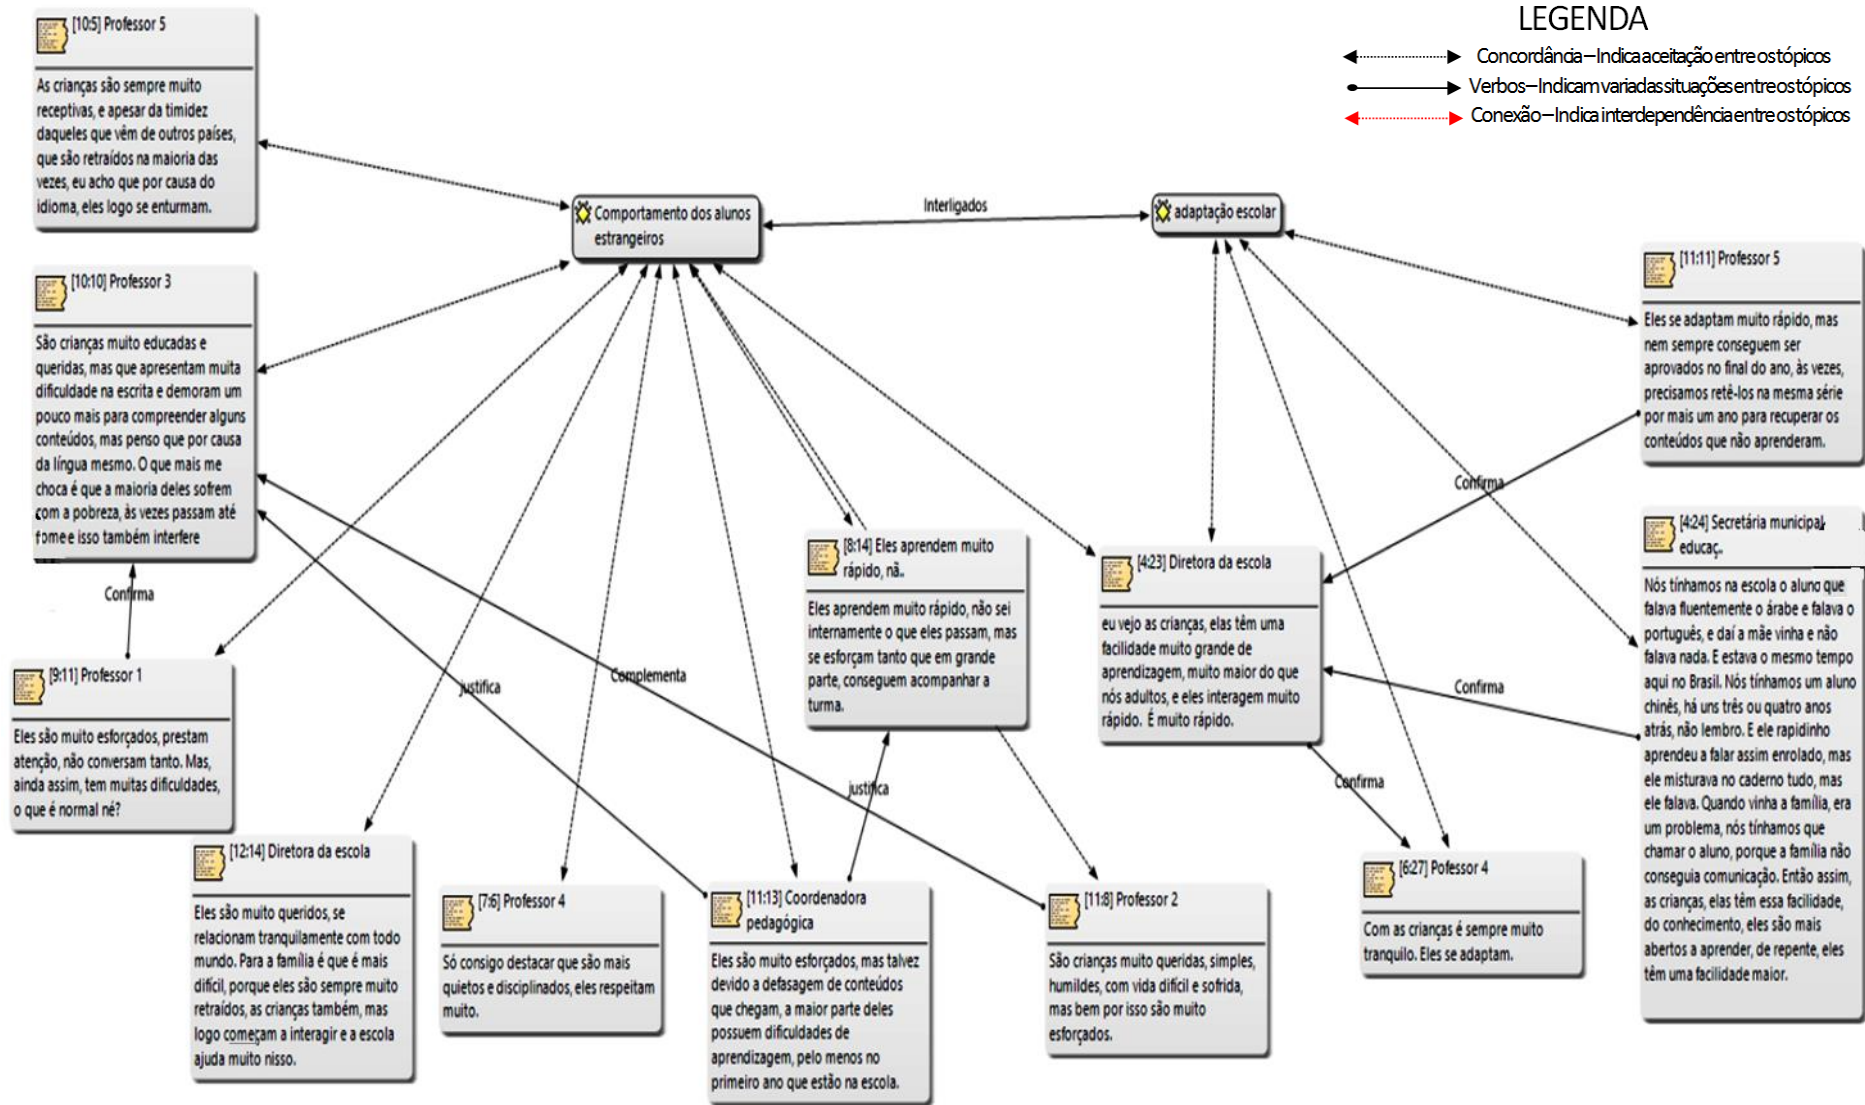 LEGENDA
Concordância–Indica aceitação entre os tópicos
Verbos–Indicam variadas situações entre os tópicos
Conexão–Indica interdependência entre os tópicos
[10:5] Professor 5
As crianças são sempre muito
receptivas, e apesar da timidez
daqueles que vêm de outros países,
que são retraídos na maioria das
vezes, eu acho que por causa do
idioma, eles logo se enturmam.
Comportamento dos alunos
estrangeiros
Interligados
adaptação escolar
[10:10] Professor 3
São crianças muito educadas e
queridas, mas que apresentam muita
dificuldade na escrita e demoram um
pouco mais para compreender alguns
conteúdos, mas penso que por causa
da língua mesmo. O que mais me
choca é que a maioria deles sofrem
com a pobreza, às vezes passam até
fome e isso também interfere
[11:11] Professor 5
Eles se adaptam muito rápido, mas
nem sempre conseguem ser
aprovados no final do ano, às vezes,
precisamos retê-los na mesma série
por mais um ano para recuperar os
conteúdos que não aprenderam.
Confirma
Confirma
[4:24] Secretária municipal
educaç..
Nós tínhamos na escola o aluno que
falava fluentemente o árabe e falava o
português, e daí a mãe vinha e não
falava nada. E estava o mesmo tempo
aqui no Brasil. Nós tínhamos um aluno
chinês, há uns três ou quatro anos
atrás, não lembro. E ele rapidinho
aprendeu a falar assim enrolado, mas
ele misturava no caderno tudo, mas
ele falava. Quando vinha a família, era
um problema, nós tínhamos que
chamar o aluno, porque a família não
conseguia comunicação. Então assim,
as crianças, elas têm essa facilidade,
do conhecimento, eles são mais
abertos a aprender, de repente, eles
têm uma facilidade maior.
[8:14] Eles aprendem muito
rápido, nã..
Eles aprendem muito rápido, não sei
internamente o que eles passam, mas
se esforçam tanto que em grande
parte, conseguem acompanhar a
turma.
[4:23] Diretora da escola
eu vejo as crianças, elas têm uma
facilidade muito grande de
aprendizagem, muito maior do que
nós adultos, e eles interagem muito
rápido. É muito rápido.
Confirma
Confirma
justifica
Complementa
justifica
[9:11] Professor 1
Eles são muito esforçados, prestam
atenção, não conversam tanto. Mas,
ainda assim, tem muitas dificuldades,
o que é normal né?
[12:14] Diretora da escola
Eles são muito queridos, se
relacionam tranquilamente com todo
mundo. Para a família é que é mais
difícil, porque eles são sempre muito
retraídos, as crianças também, mas
logo começam a interagir e a escola
ajuda muito nisso.
[7:6] Professor 4
Só consigo destacar que são mais
quietos e disciplinados, eles respeitam
muito.
[11:13] Coordenadora
pedagógica
Eles são muito esforçados, mas talvez
devido a defasagem de conteúdos
que chegam, a maior parte deles
possuem dificuldades de
aprendizagem, pelo menos no
primeiro ano que estão na escola.
[11:8] Professor 2
São crianças muito queridas, simples,
humildes, com vida difícil e sofrida,
mas bem por isso são muito
esforçados.
[6:27] Pofessor 4
Com as crianças é sempre muito
tranquilo. Eles se adaptam.